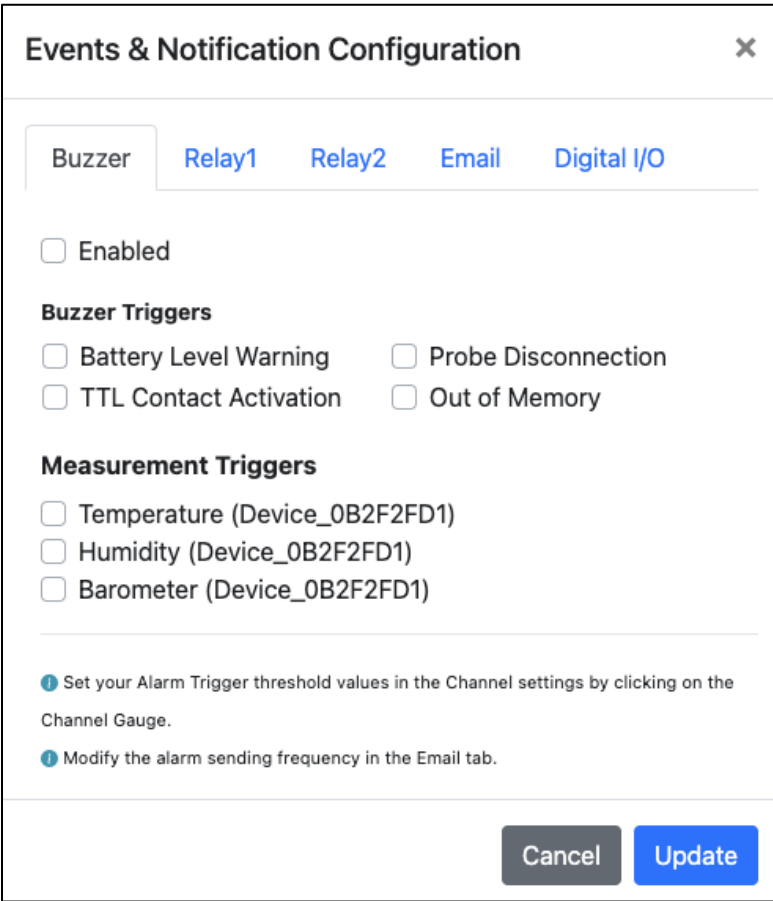 Events & Notification Configuration ×
Buzzer Relay1 Relay2 Email Digital I/O
Enabled
Buzzer Triggers
Battery Level Warning Probe Disconnection
TTL Contact Activation Out of Memory
Measurement Triggers
Temperature (Device_0B2F2FD1)
Humidity (Device_0B2F2FD1)
Barometer (Device_0B2F2FD1)
Set your Alarm Trigger threshold values in the Channel settings by clicking on the
Channel Gauge.
Modify the alarm sending frequency in the Email tab.
Cancel Update